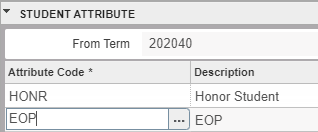 STUDENT ATTRIBUTE
From Term 202040
Attribute Code * Description
HONR Honor Student
EOP ... EOP